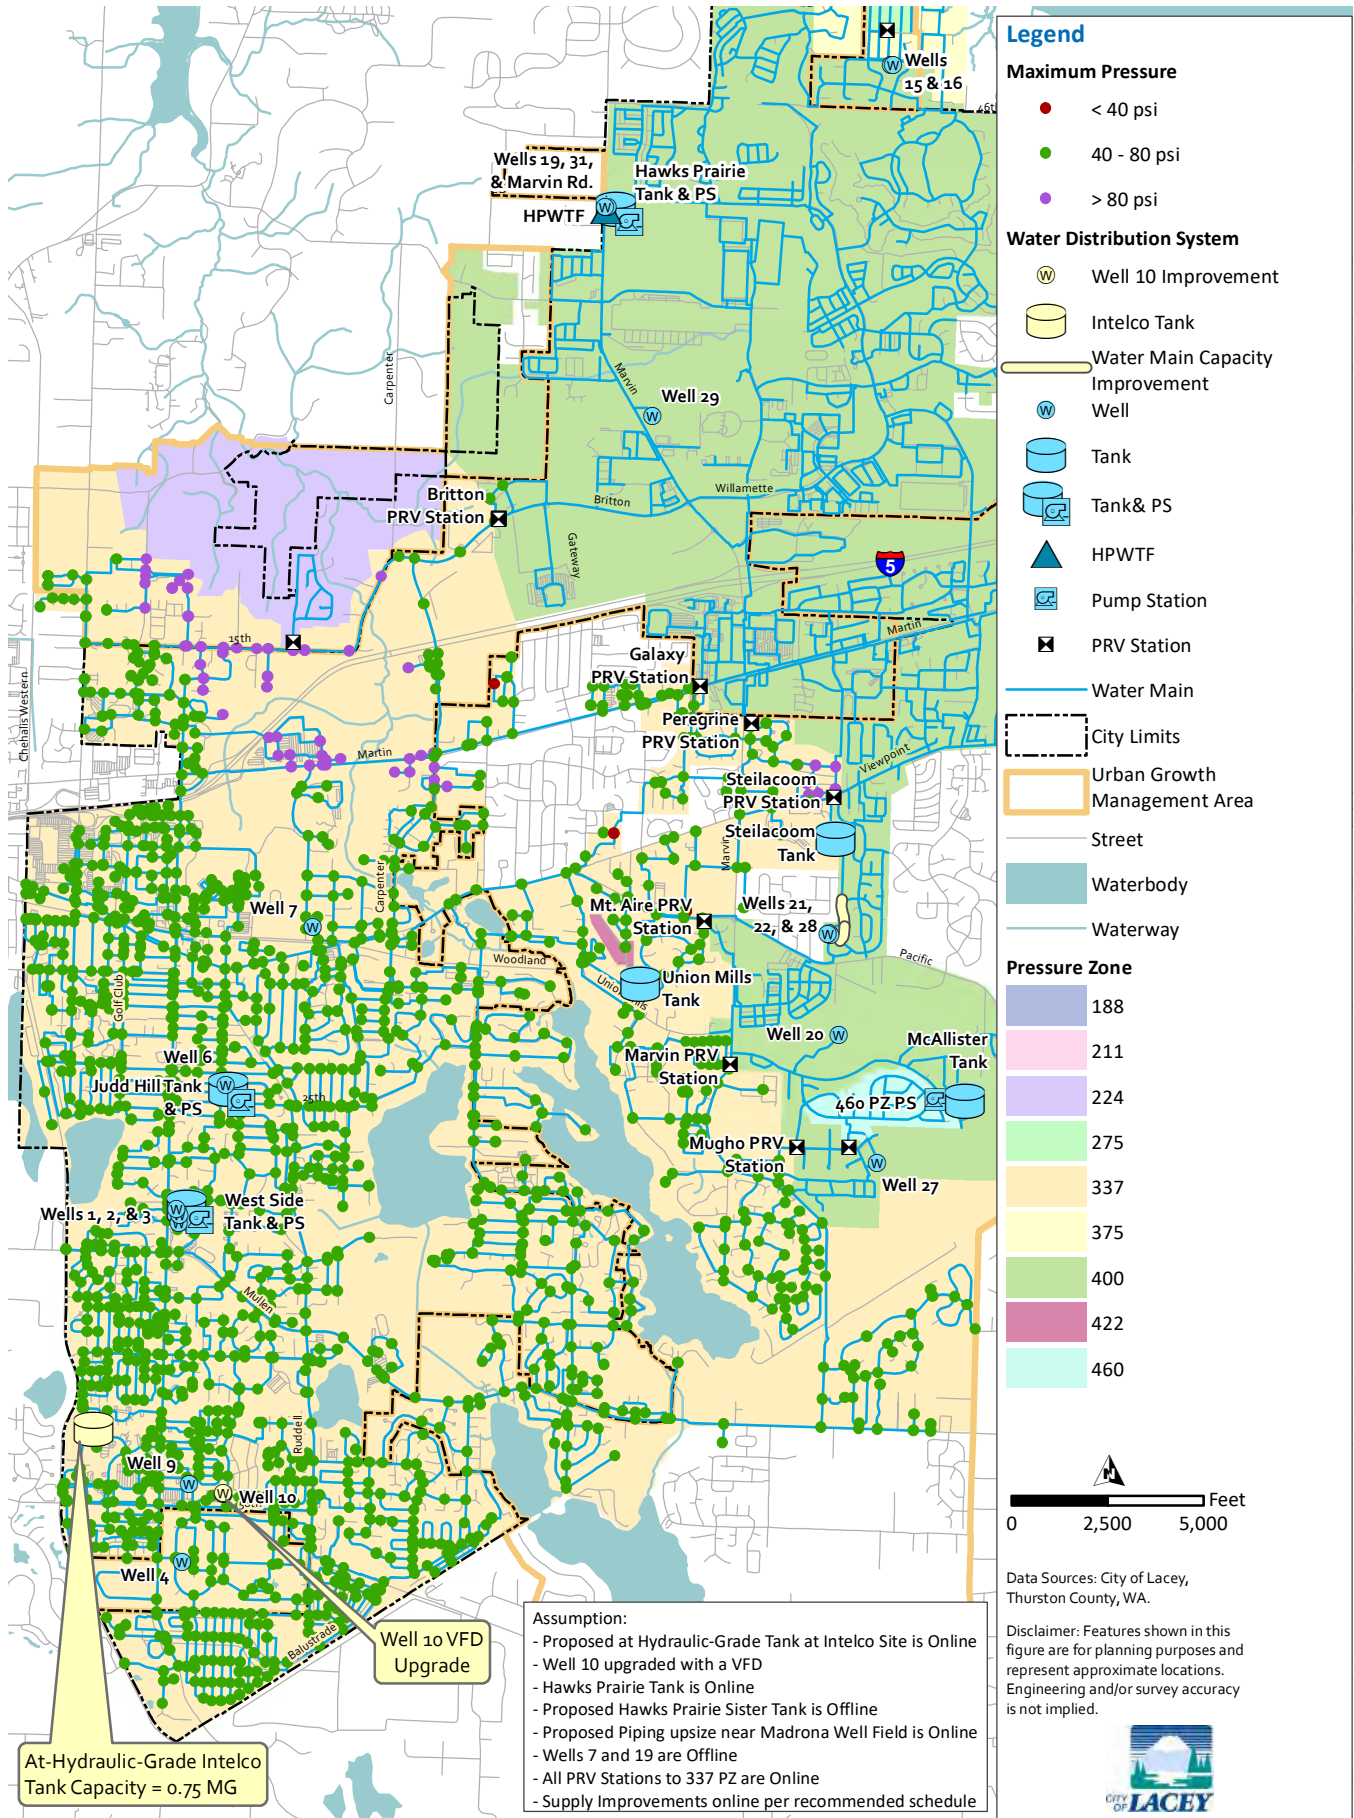 Wells
15 & 16
46th
Wells 19, 31,
& Marvin Rd.
Hawks Prairie
Tank & PS
HPWTF
Carpenter
Marvin
Well 29
Britton
PRV Station
Britton
Willamette
Gateway
5
15th
Martin
Galaxy
PRV Station
Chehalis Western
Peregrine
PRV Station
Martin
Viewpoint
Steilacoom
PRV Station
Steilacoom
Tank
Marvin
Carpenter
Well 7
Mt. Aire PRV
Station
Wells 21,
22, & 28
Woodland
Pacific
Golf Club
Union Mills
Union Mills
Tank
Well 20
McAllister
Tank
Well 6
Judd Hill Tank
& PS
25th
Marvin PRV
Station
460 PZ PS
Mugho PRV
Station
Well 27
Wells 1, 2, & 3
West Side
Tank & PS
Mullen
Ruddell
Well 9
Well 10
Well 4
Balustrade
Well 10 VFD
Upgrade
At-Hydraulic-Grade Intelco
Tank Capacity = 0.75 MG
Assumption:
- Proposed at Hydraulic-Grade Tank at Intelco Site is Online
- Well 10 upgraded with a VFD
- Hawks Prairie Tank is Online
- Proposed Hawks Prairie Sister Tank is Offline
- Proposed Piping upsize near Madrona Well Field is Online
- Wells 7 and 19 are Offline
- All PRV Stations to 337 PZ are Online
- Supply Improvements online per recommended schedule
Legend
Maximum Pressure
< 40 psi
40 - 80 psi
> 80 psi
Water Distribution System
W Well 10 Improvement
Intelco Tank
Water Main Capacity
Improvement
W Well
Tank
Tank& PS
HPWTF
Pump Station
PRV Station
Water Main
City Limits
Urban Growth
Management Area
Street
Waterbody
Waterway
Pressure Zone
188
211
224
275
337
375
400
422
460
N
Feet
0 2,500 5,000
Data Sources: City of Lacey,
Thurston County, WA.
Disclaimer: Features shown in this
figure are for planning purposes and
represent approximate locations.
Engineering and/or survey accuracy
is not implied.
CITY OF LACEY